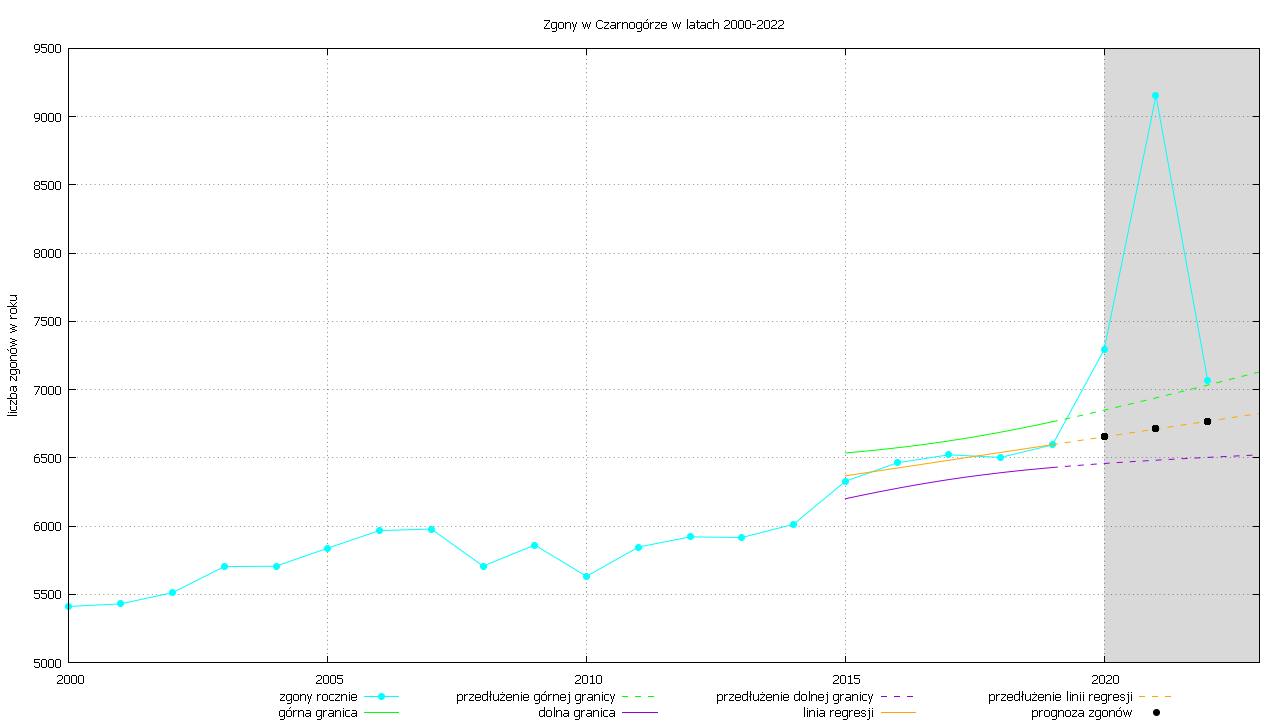 Zgony w Czarnogórze w latach 2000-2022
9500
9000
8500
8000
7500
7000
6500
6000
5500
5000
liczba zgonów w roku
2000 2005 2010 2015 2020
zgony rocznie przedłużenie górnej granicy przedłużenie dolnej granicy przedłużenie linii regresji
górna granica dolna granica linia regresji prognoza zgonów